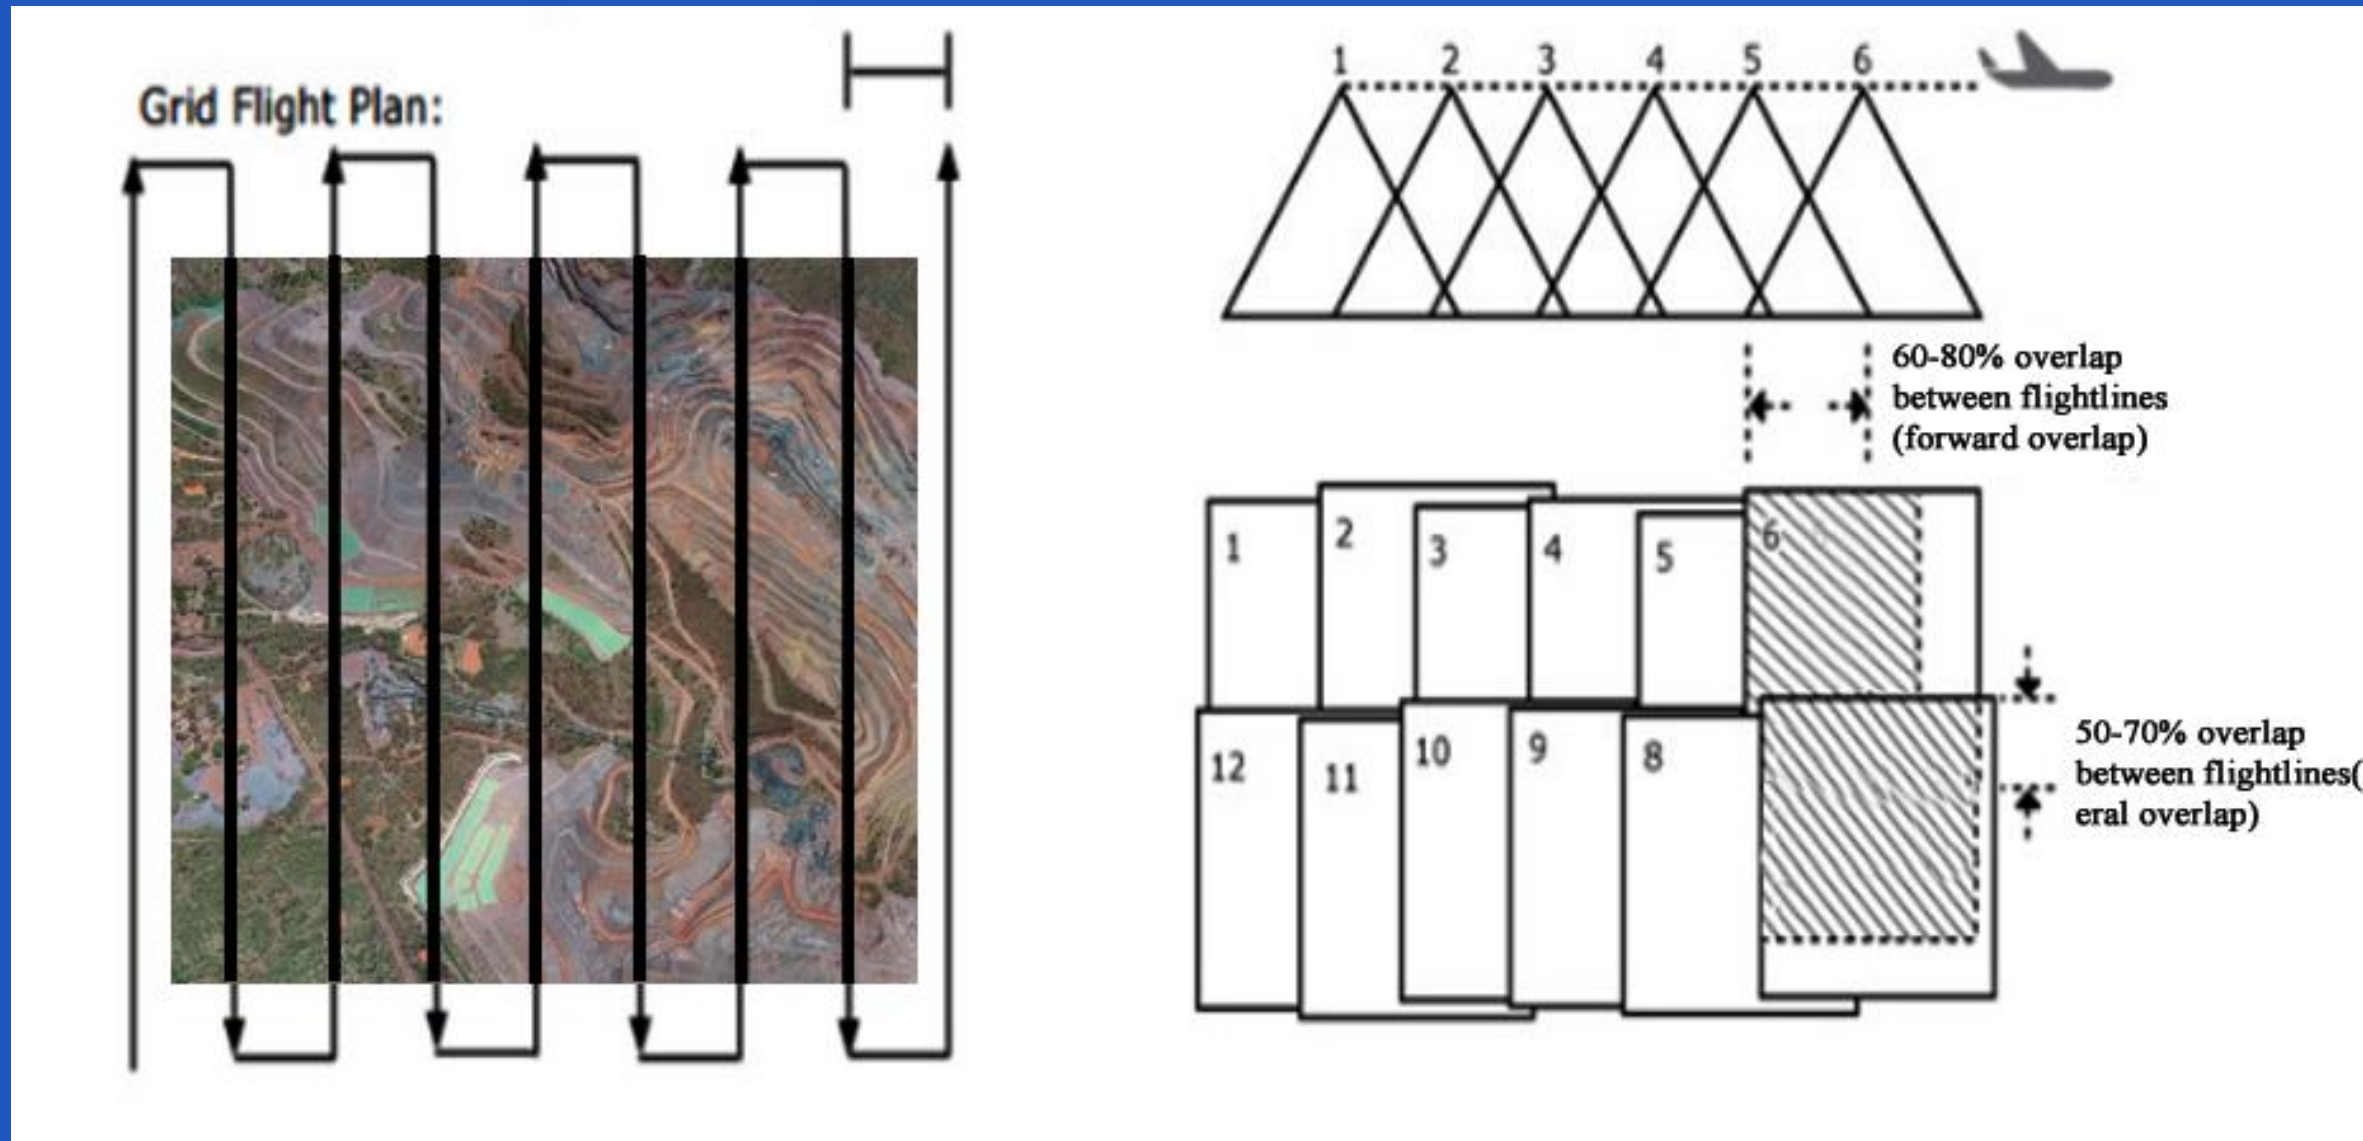 Grid Flight Plan:
1 2 3 4 5 6
60-80% overlap
between flightlines
(forward overlap)
1 2 3 4 5 6
50-70% overlap
between flightlines(
eral overlap)
12 11 10 9 8